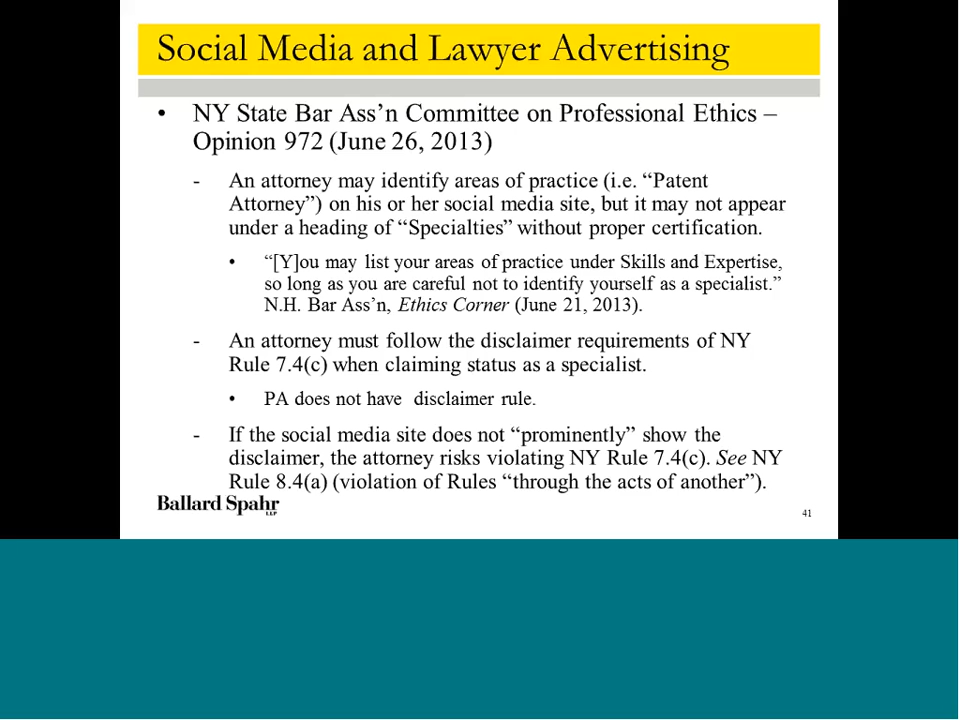 Social Media and Lawyer Advertising
• NY State Bar Ass’n Committee on Professional Ethics –
Opinion 972 (June 26, 2013)
- An attorney may identify areas of practice (i.e. “Patent
Attorney”) on his or her social media site, but it may not appear
under a heading of “Specialties” without proper certification.
• “[Y]ou may list your areas of practice under Skills and Expertise,
so long as you are careful not to identify yourself as a specialist.”
N.H. Bar Ass’n, Ethics Corner (June 21, 2013).
- An attorney must follow the disclaimer requirements of NY
Rule 7.4(c) when claiming status as a specialist.
• PA does not have disclaimer rule.
- If the social media site does not “prominently” show the
disclaimer, the attorney risks violating NY Rule 7.4(c). See NY
Rule 8.4(a) (violation of Rules “through the acts of another”).
Ballard Spahr
LLP
41